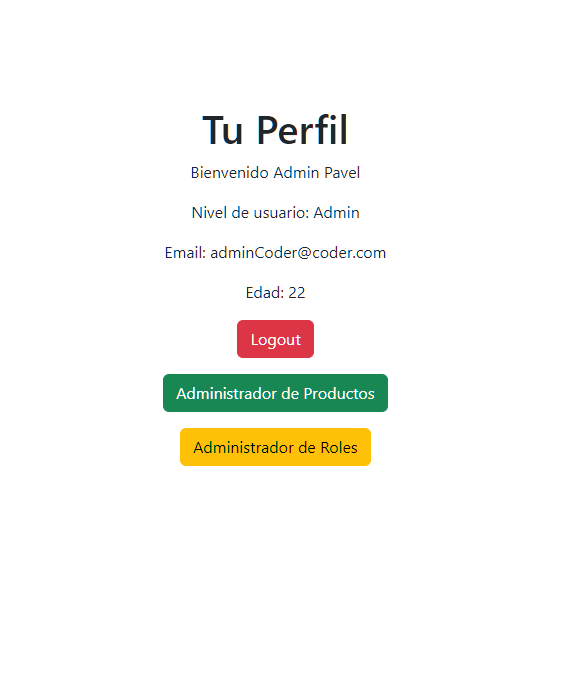 Tu Perfil
Bienvenido Admin Pavel
Nivel de usuario: Admin
Email: adminCoder@coder.com
Edad: 22
Logout
Administrador de Productos
Administrador de Roles